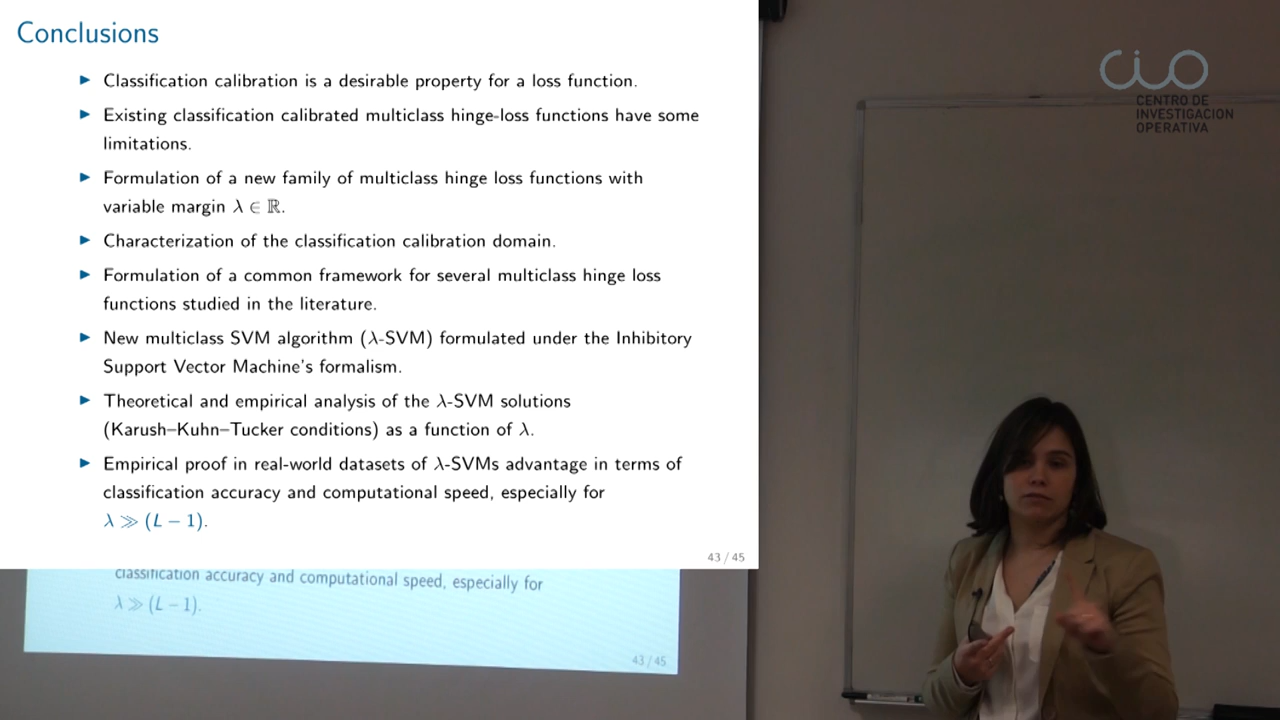 Conclusions
▶ Classification calibration is a desirable property for a loss function.
▶ Existing classification calibrated multiclass hinge-loss functions have some
limitations.
▶ Formulation of a new family of multiclass hinge loss functions with
variable margin λ ∈ ℝ.
▶ Characterization of the classification calibration domain.
▶ Formulation of a common framework for several multiclass hinge loss
functions studied in the literature.
▶ New multiclass SVM algorithm (λ-SVM) formulated under the Inhibitory
Support Vector Machine's formalism.
▶ Theoretical and empirical analysis of the λ-SVM solutions
(Karush–Kuhn–Tucker conditions) as a function of λ.
▶ Empirical proof in real-world datasets of λ-SVMs advantage in terms of
classification accuracy and computational speed, especially for
λ ≫ (L − 1).
43 / 45
classification accuracy and computational speed, especially for
λ ≫ (L − 1).
43 / 45
CIO
CENTRO DE
INVESTIGACION
OPERATIVA